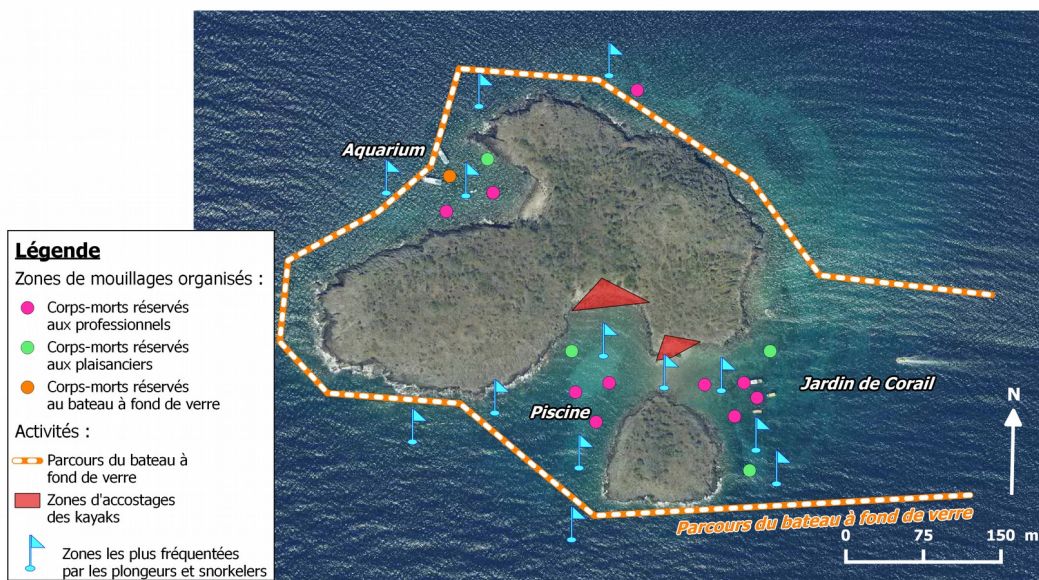 Aquarium
Piscine
Jardin de Corail
Parcours du bateau à fond de verre
N
0 75 150 m
Légende
Zones de mouillages organisés :
Corps-morts réservés
aux professionnels
Corps-morts réservés
aux plaisanciers
Corps-morts réservés
au bateau à fond de verre
Activités :
Parcours du bateau à
fond de verre
Zones d'accostages
des kayaks
Zones les plus fréquentées
par les plongeurs et snorkelers